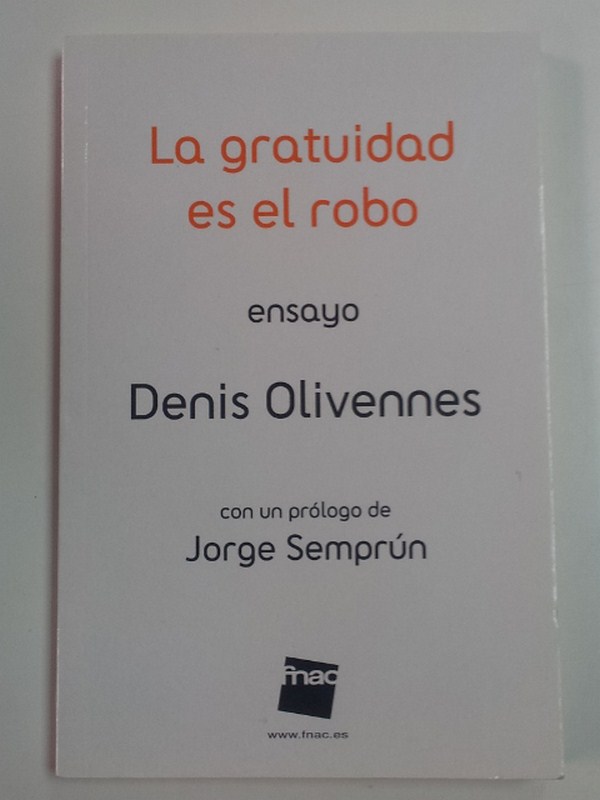 La gratuidad
es el robo
ensayo
Denis Olivennes
con un prólogo de
Jorge Semprún
fnac
www.fnac.es